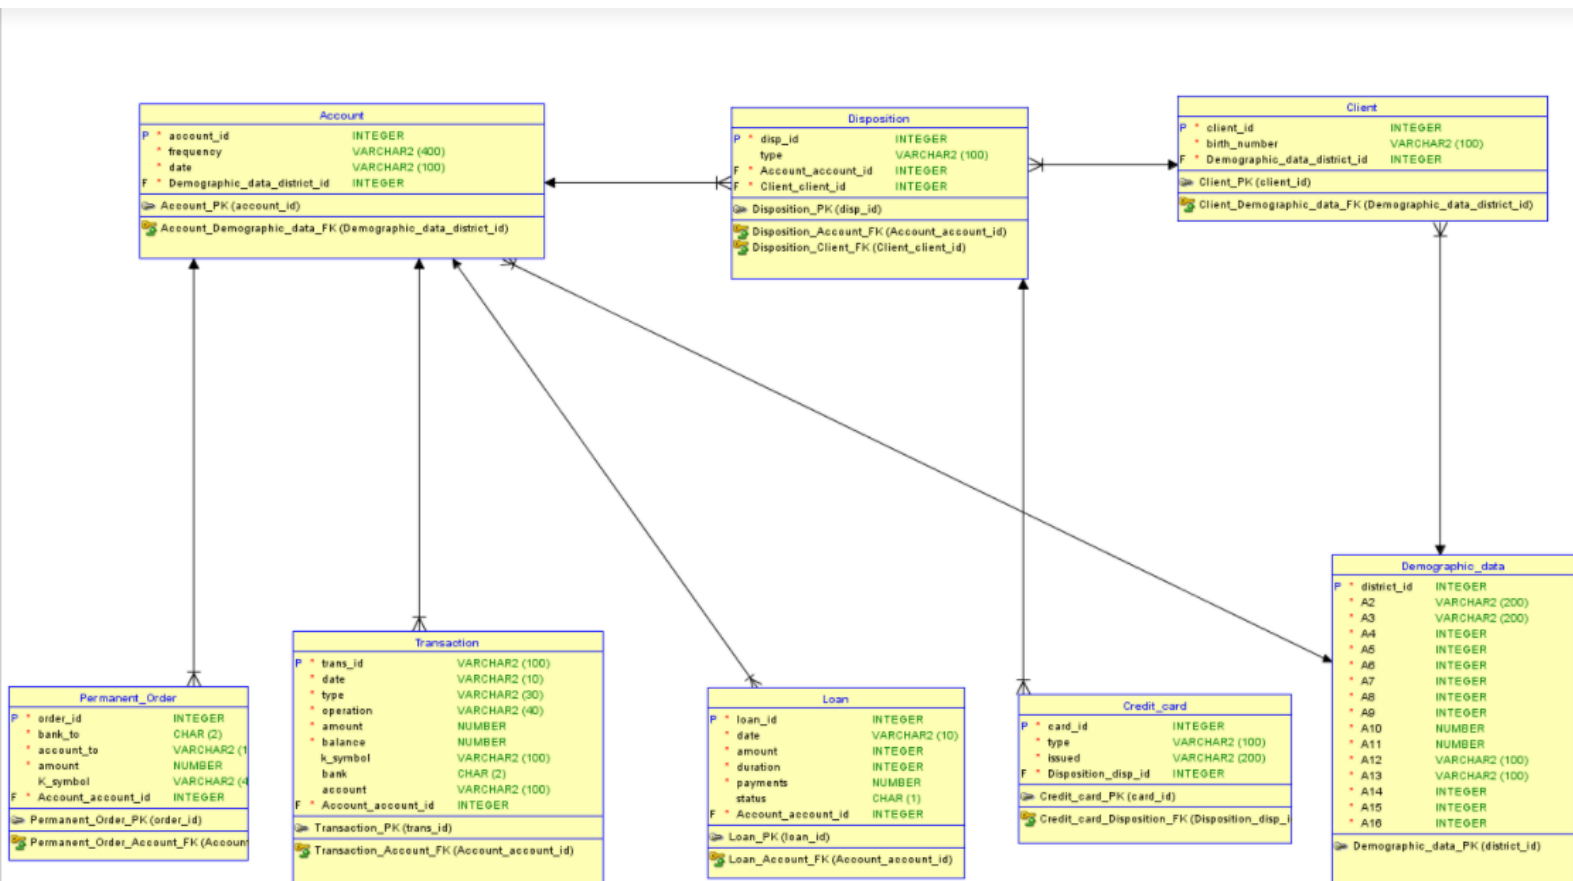 Account
P * account_id INTEGER
* frequency VARCHAR2 (400)
* date VARCHAR2 (100)
F * Demographic_data_district_id INTEGER
Account_PK (account_id)
Account_Demographic_data_FK (Demographic_data_district_id)
Disposition
P * disp_id INTEGER
type VARCHAR2 (100)
F * Account_account_id INTEGER
F * Client_client_id INTEGER
Disposition_PK (disp_id)
Disposition_Account_FK (Account_account_id)
Disposition_Client_FK (Client_client_id)
Client
P * client_id INTEGER
* birth_number VARCHAR2 (100)
F * Demographic_data_district_id INTEGER
Client_PK (client_id)
Client_Demographic_data_FK (Demographic_data_district_id)
Permanent_Order
P * order_id INTEGER
* bank_to CHAR (2)
* account_to VARCHAR2 (1
* amount NUMBER
K_symbol VARCHAR2 (4
F * Account_account_id INTEGER
Permanent_Order_PK (order_id)
Permanent_Order_Account_FK (Accoun
Transaction
P * trans_id VARCHAR2 (100)
* date VARCHAR2 (10)
* type VARCHAR2 (30)
* operation VARCHAR2 (40)
* amount NUMBER
* balance NUMBER
k_symbol VARCHAR2 (100)
bank CHAR (2)
account VARCHAR2 (100)
F * Account_account_id INTEGER
Transaction_PK (trans_id)
Transaction_Account_FK (Account_account_id)
Loan
P * loan_id INTEGER
* date VARCHAR2 (10)
* amount INTEGER
* duration INTEGER
* payments NUMBER
status CHAR (1)
F * Account_account_id INTEGER
Loan_PK (loan_id)
Loan_Account_FK (Account_account_id)
Credit_card
P * card_id INTEGER
* type VARCHAR2 (100)
* issued VARCHAR2 (200)
F * Disposition_disp_id INTEGER
Credit_card_PK (card_id)
Credit_card_Disposition_FK (Disposition_disp_i
Demographic_data
P * district_id INTEGER
* A2 VARCHAR2 (200)
* A3 VARCHAR2 (200)
* A4 INTEGER
* A5 INTEGER
* A6 INTEGER
* A7 INTEGER
* A8 INTEGER
* A9 INTEGER
* A10 NUMBER
* A11 NUMBER
* A12 VARCHAR2 (100)
* A13 VARCHAR2 (100)
* A14 INTEGER
* A15 INTEGER
* A16 INTEGER
Demographic_data_PK (district_id)